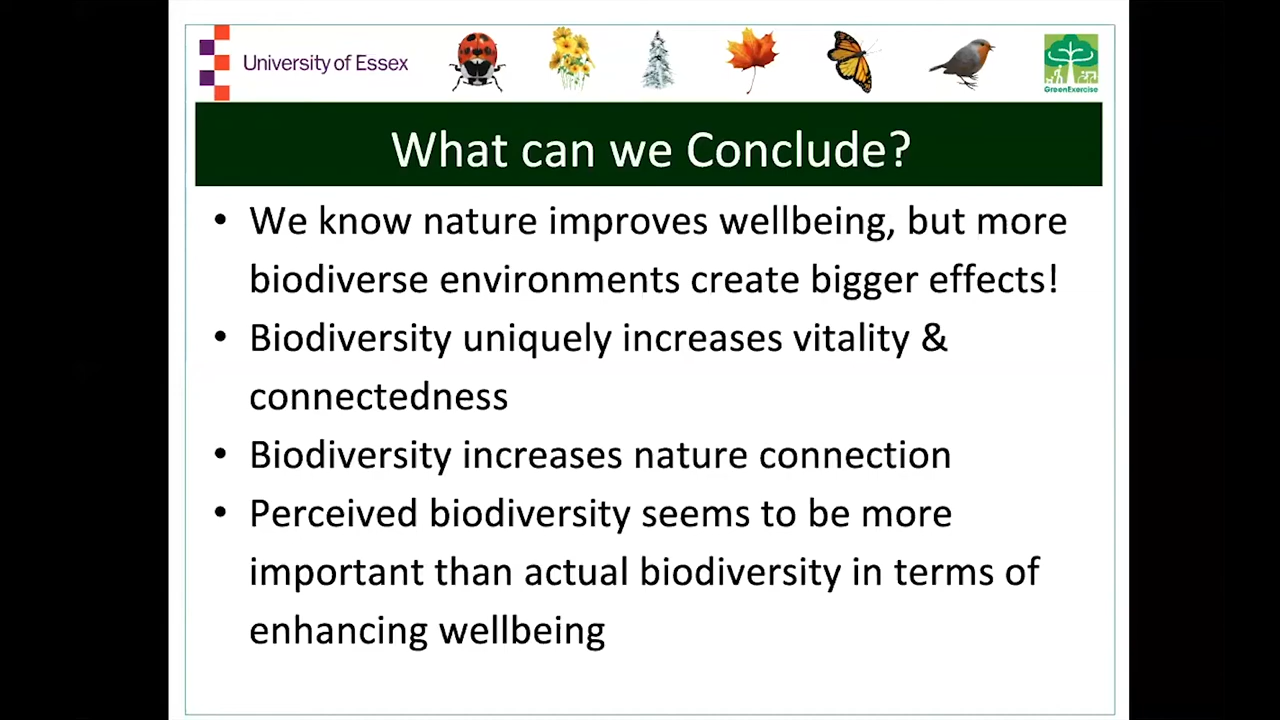 University of Essex
GreenExercise
What can we Conclude?
• We know nature improves wellbeing, but more
biodiverse environments create bigger effects!
• Biodiversity uniquely increases vitality &
connectedness
• Biodiversity increases nature connection
• Perceived biodiversity seems to be more
important than actual biodiversity in terms of
enhancing wellbeing